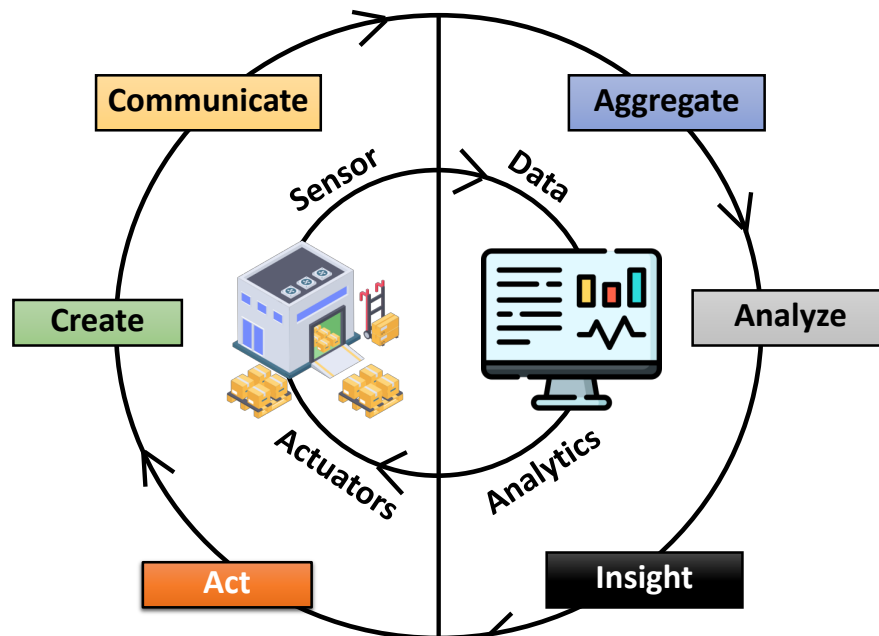 Communicate
Aggregate
Sensor
Data
Create
Analyze
Actuators
Analytics
Act
Insight